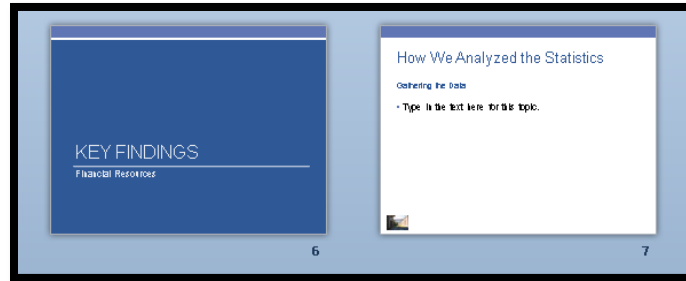 KEY FINDINGS
Financial Resources
6
How We Analyzed the Statistics
Gathering the Data
• Type in the text here for this topic.
7